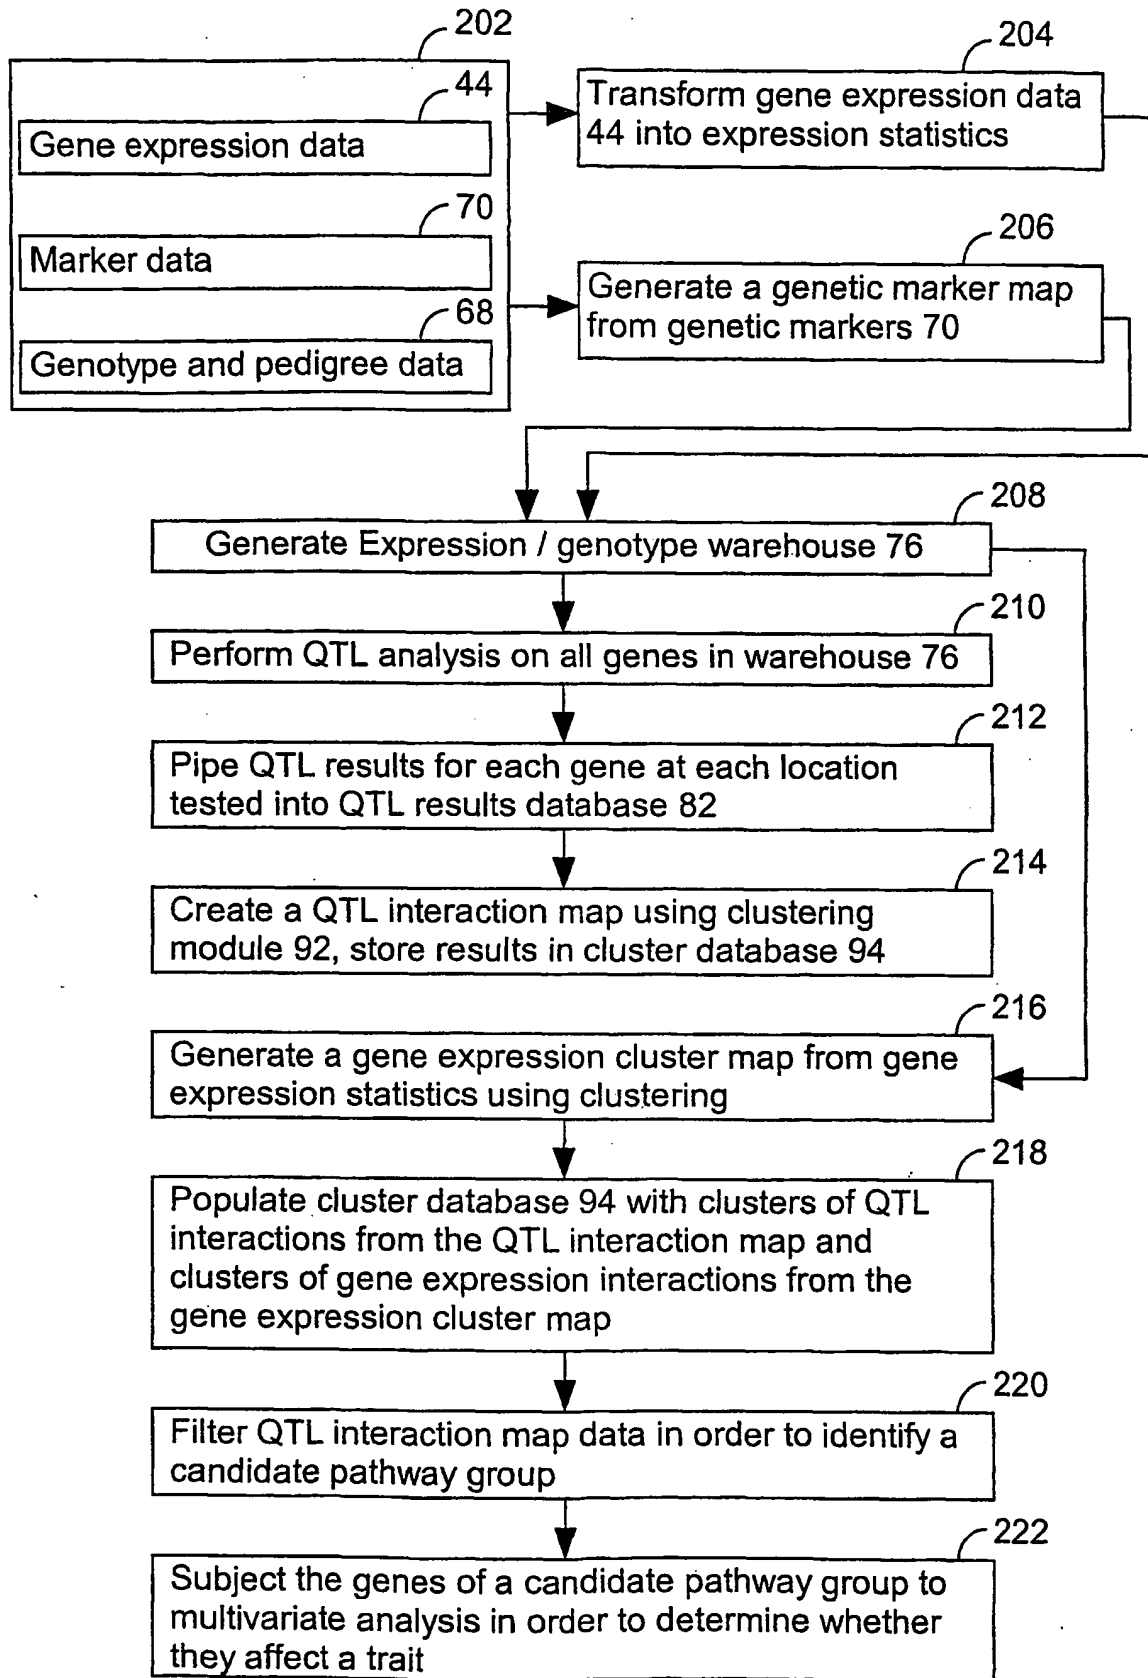 202
44
Gene expression data
70
Marker data
68
Genotype and pedigree data
204
Transform gene expression data
44 into expression statistics
206
Generate a genetic marker map
from genetic markers 70
208
Generate Expression / genotype warehouse 76
210
Perform QTL analysis on all genes in warehouse 76
212
Pipe QTL results for each gene at each location
tested into QTL results database 82
214
Create a QTL interaction map using clustering
module 92, store results in cluster database 94
216
Generate a gene expression cluster map from gene
expression statistics using clustering
218
Populate cluster database 94 with clusters of QTL
interactions from the QTL interaction map and
clusters of gene expression interactions from the
gene expression cluster map
220
Filter QTL interaction map data in order to identify a
candidate pathway group
222
Subject the genes of a candidate pathway group to
multivariate analysis in order to determine whether
they affect a trait